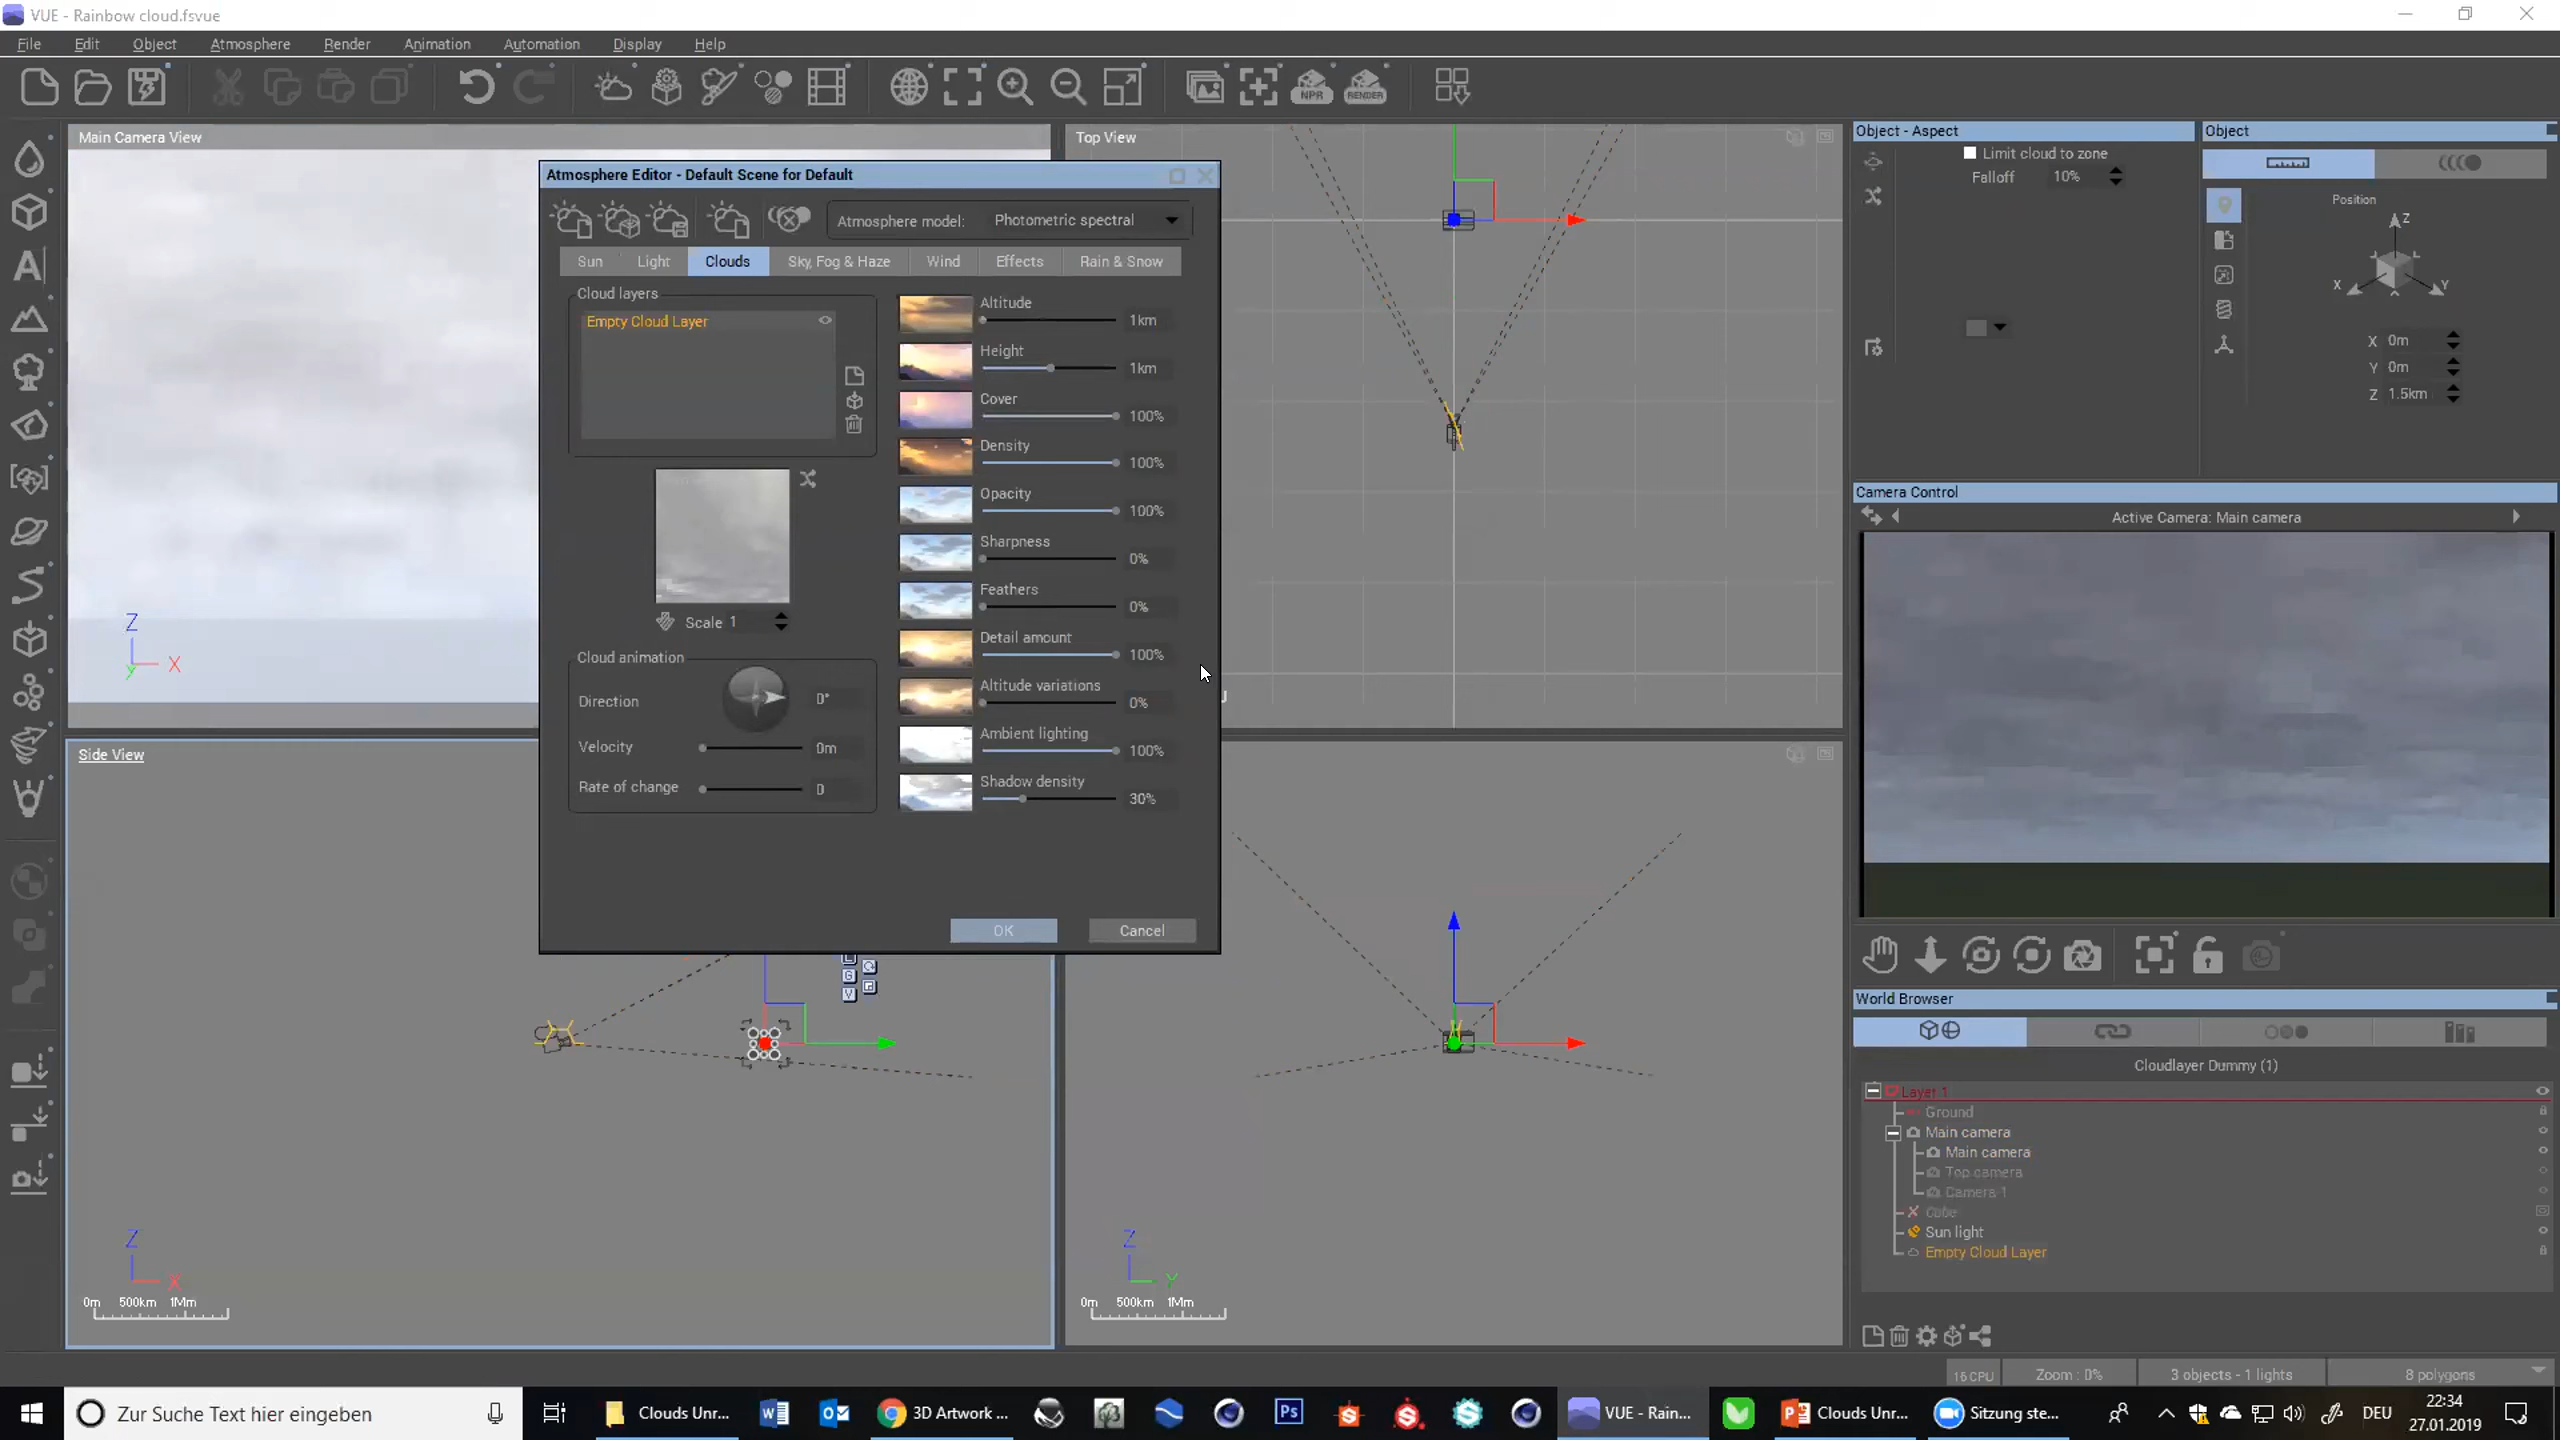 VUE - Rainbow cloud.fsvue
File Edit Object Atmosphere Render Animation Automation Display Help
NPR RENDER
Main Camera View
Top View
Object - Aspect
Object
Limit cloud to zone
Falloff 10%
Position
Z
X Y
X 0m
Y 0m
Z 1.5km
Atmosphere Editor - Default Scene for Default
Atmosphere model: Photometric spectral
Sun Light Clouds Sky, Fog & Haze Wind Effects Rain & Snow
Cloud layers
Empty Cloud Layer
Scale 1
Cloud animation
Direction 0°
Velocity 0m
Rate of change 0
Altitude
1km
Height
1km
Cover
100%
Density
100%
Opacity
100%
Sharpness
0%
Feathers
0%
Detail amount
100%
Altitude variations
0%
Ambient lighting
100%
Shadow density
30%
OK Cancel
Z
X
Y
Camera Control
Active Camera: Main camera
Side View
L
G
V
Z
X
0m 500km 1Mm
Z
Y
0m 500km 1Mm
World Browser
Cloudlayer Dummy (1)
Layer 1
Ground
Main camera
Main camera
Top camera
Camera 1
Cube
Sun light
Empty Cloud Layer
16 CPU Zoom : 0% 3 objects - 1 lights 8 polygons
Zur Suche Text hier eingeben
Clouds Unr...
3D Artwork ...
Ps
VUE - Rain...
Clouds Unr...
Sitzung ste...
DEU
22:34
27.01.2019